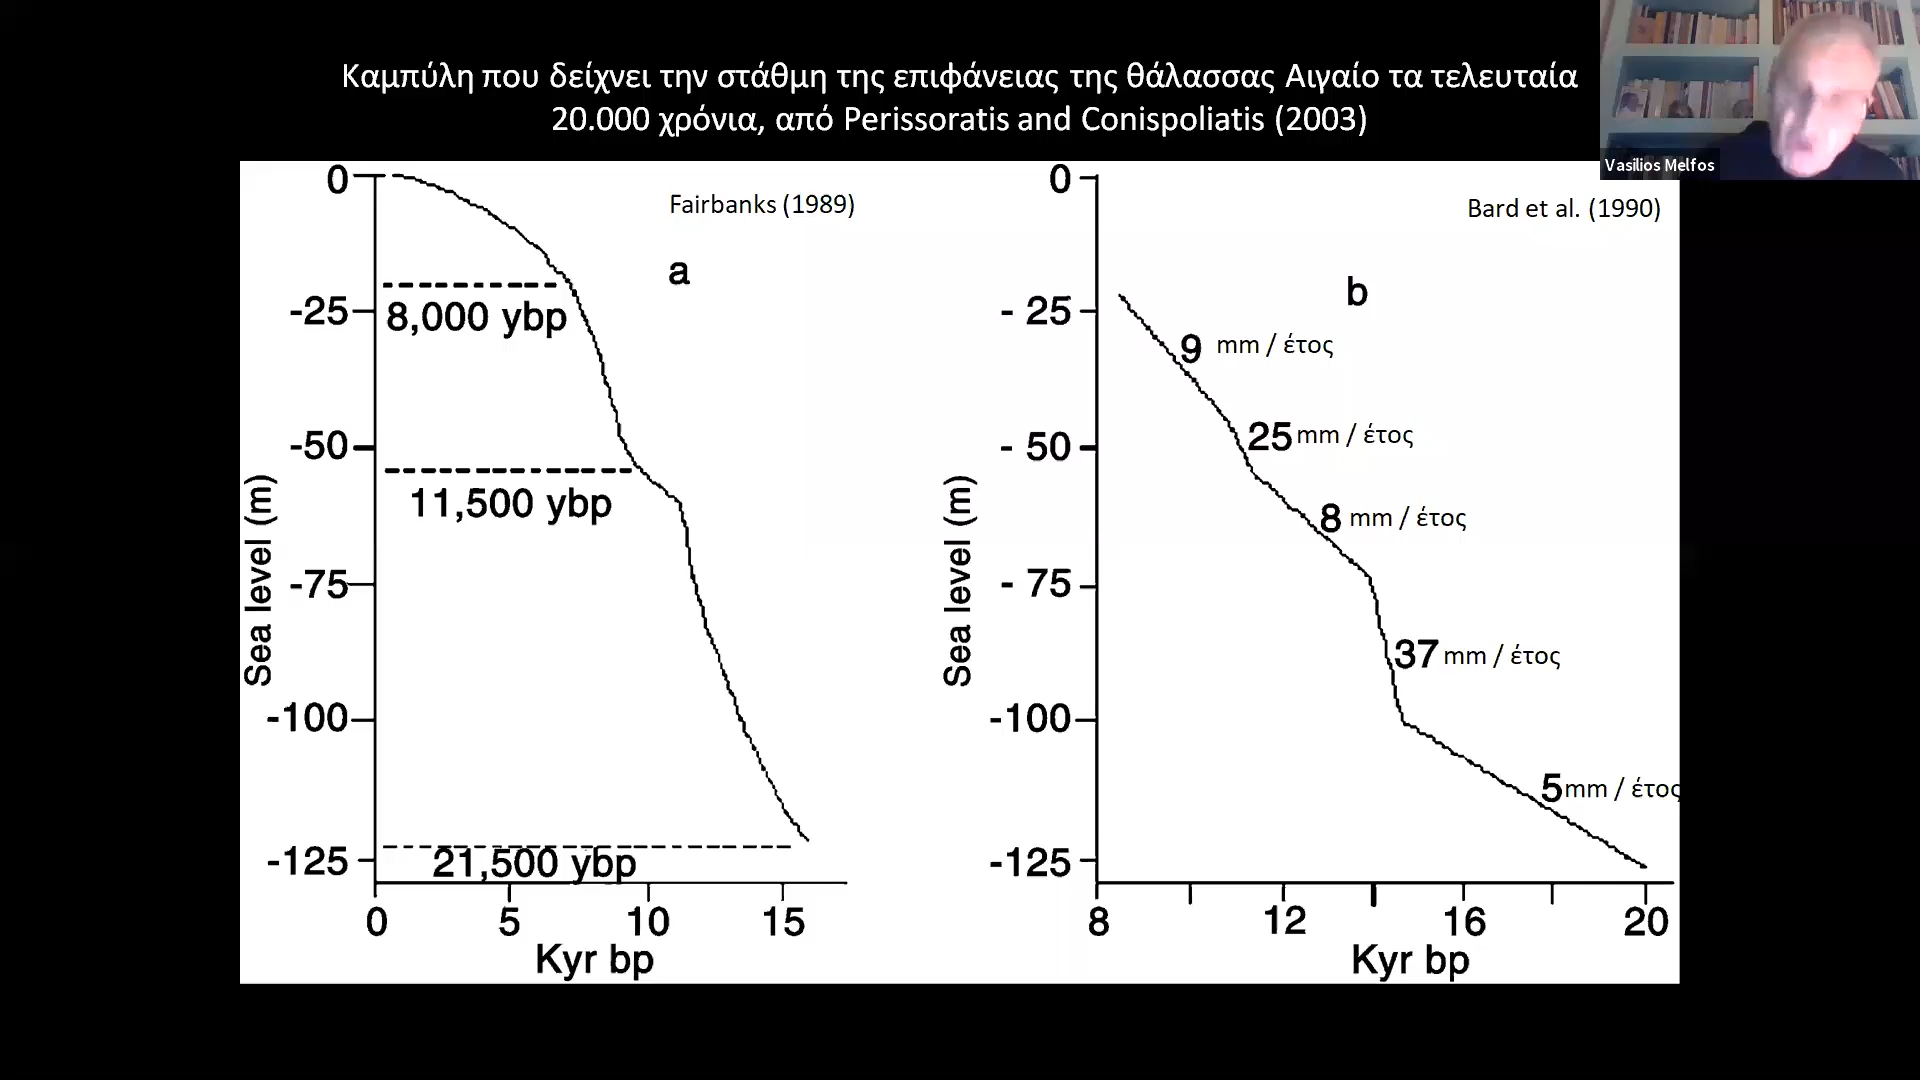 Καμπύλη που δείχνει την στάθμη της επιφάνειας της θάλασσας Αιγαίο τα τελευταία
20.000 χρόνια, από Perissoratis and Conispoliatis (2003)
Vasilios Melfos
Fairbanks (1989)
a
0
-25
-50
-75
-100
-125
Sea level (m)
8,000 ybp
11,500 ybp
21,500 ybp
0 5 10 15
Kyr bp
Bard et al. (1990)
b
0
- 25
- 50
- 75
-100
-125
Sea level (m)
9 mm / έτος
25 mm / έτος
8 mm / έτος
37 mm / έτος
5 mm / έτος
8 12 16 20
Kyr bp